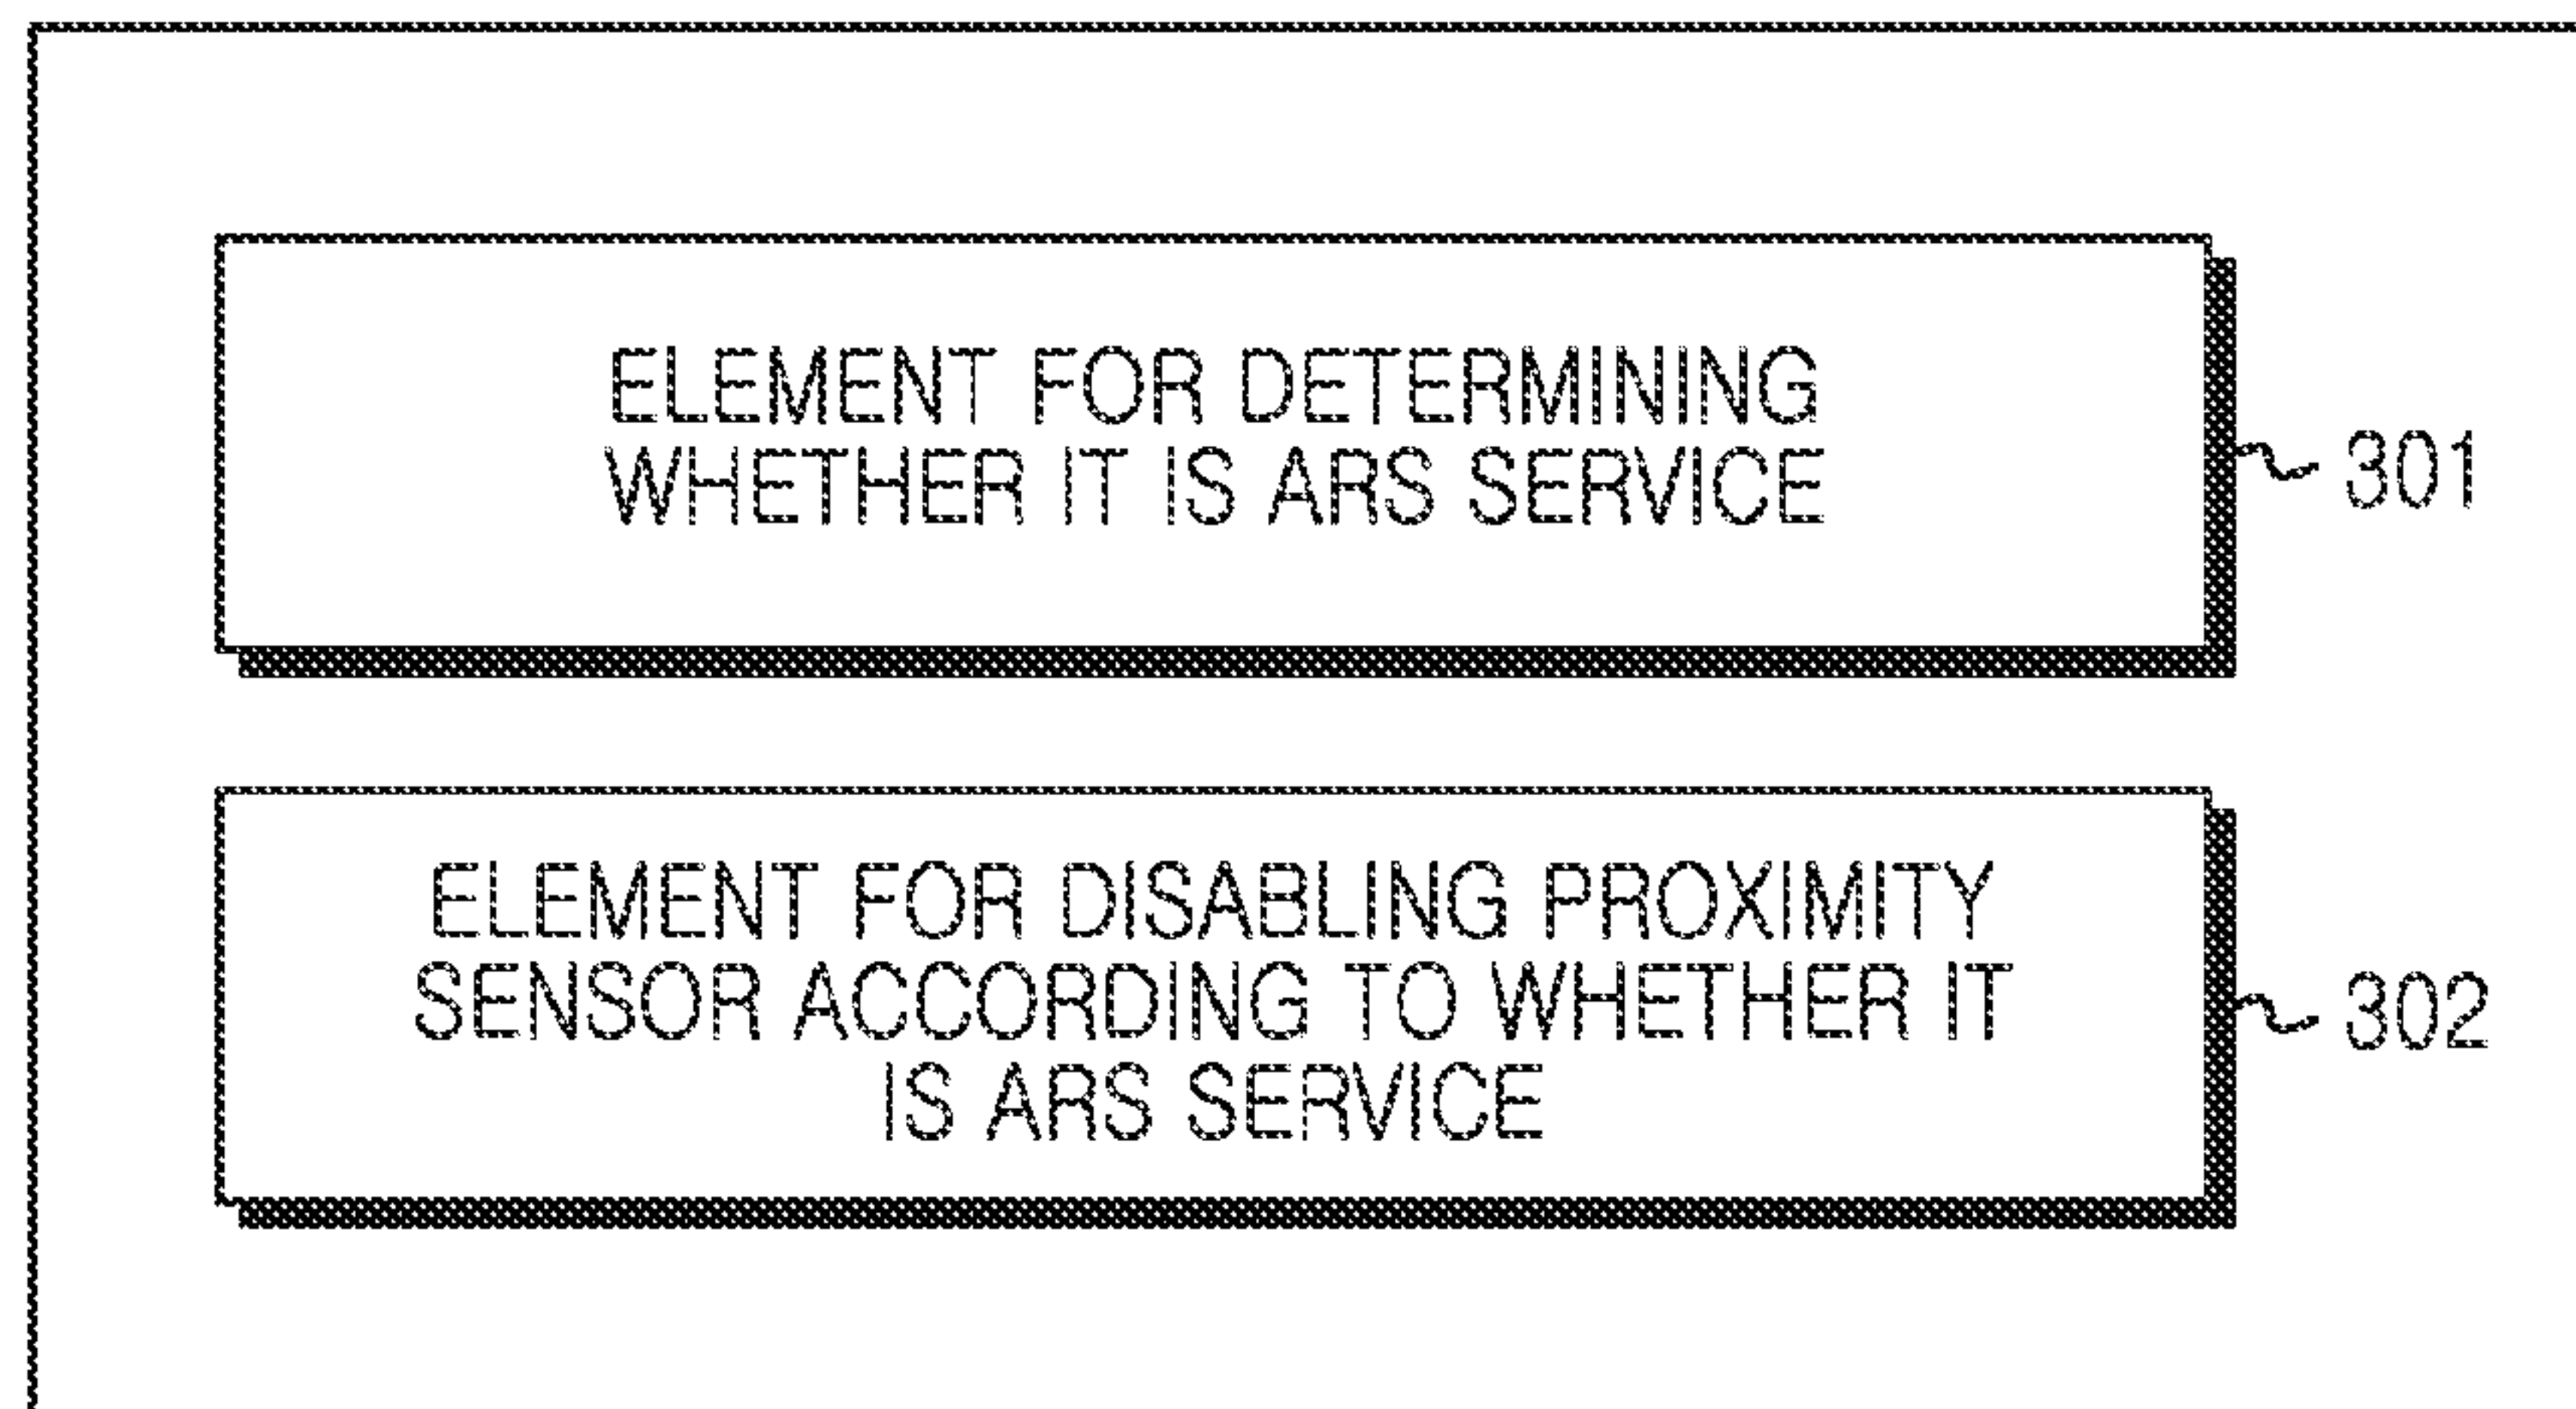 ELEMENT FOR DETERMINING
WHETHER IT IS ARS SERVICE
301
ELEMENT FOR DISABLING PROXIMITY
SENSOR ACCORDING TO WHETHER IT
IS ARS SERVICE
302